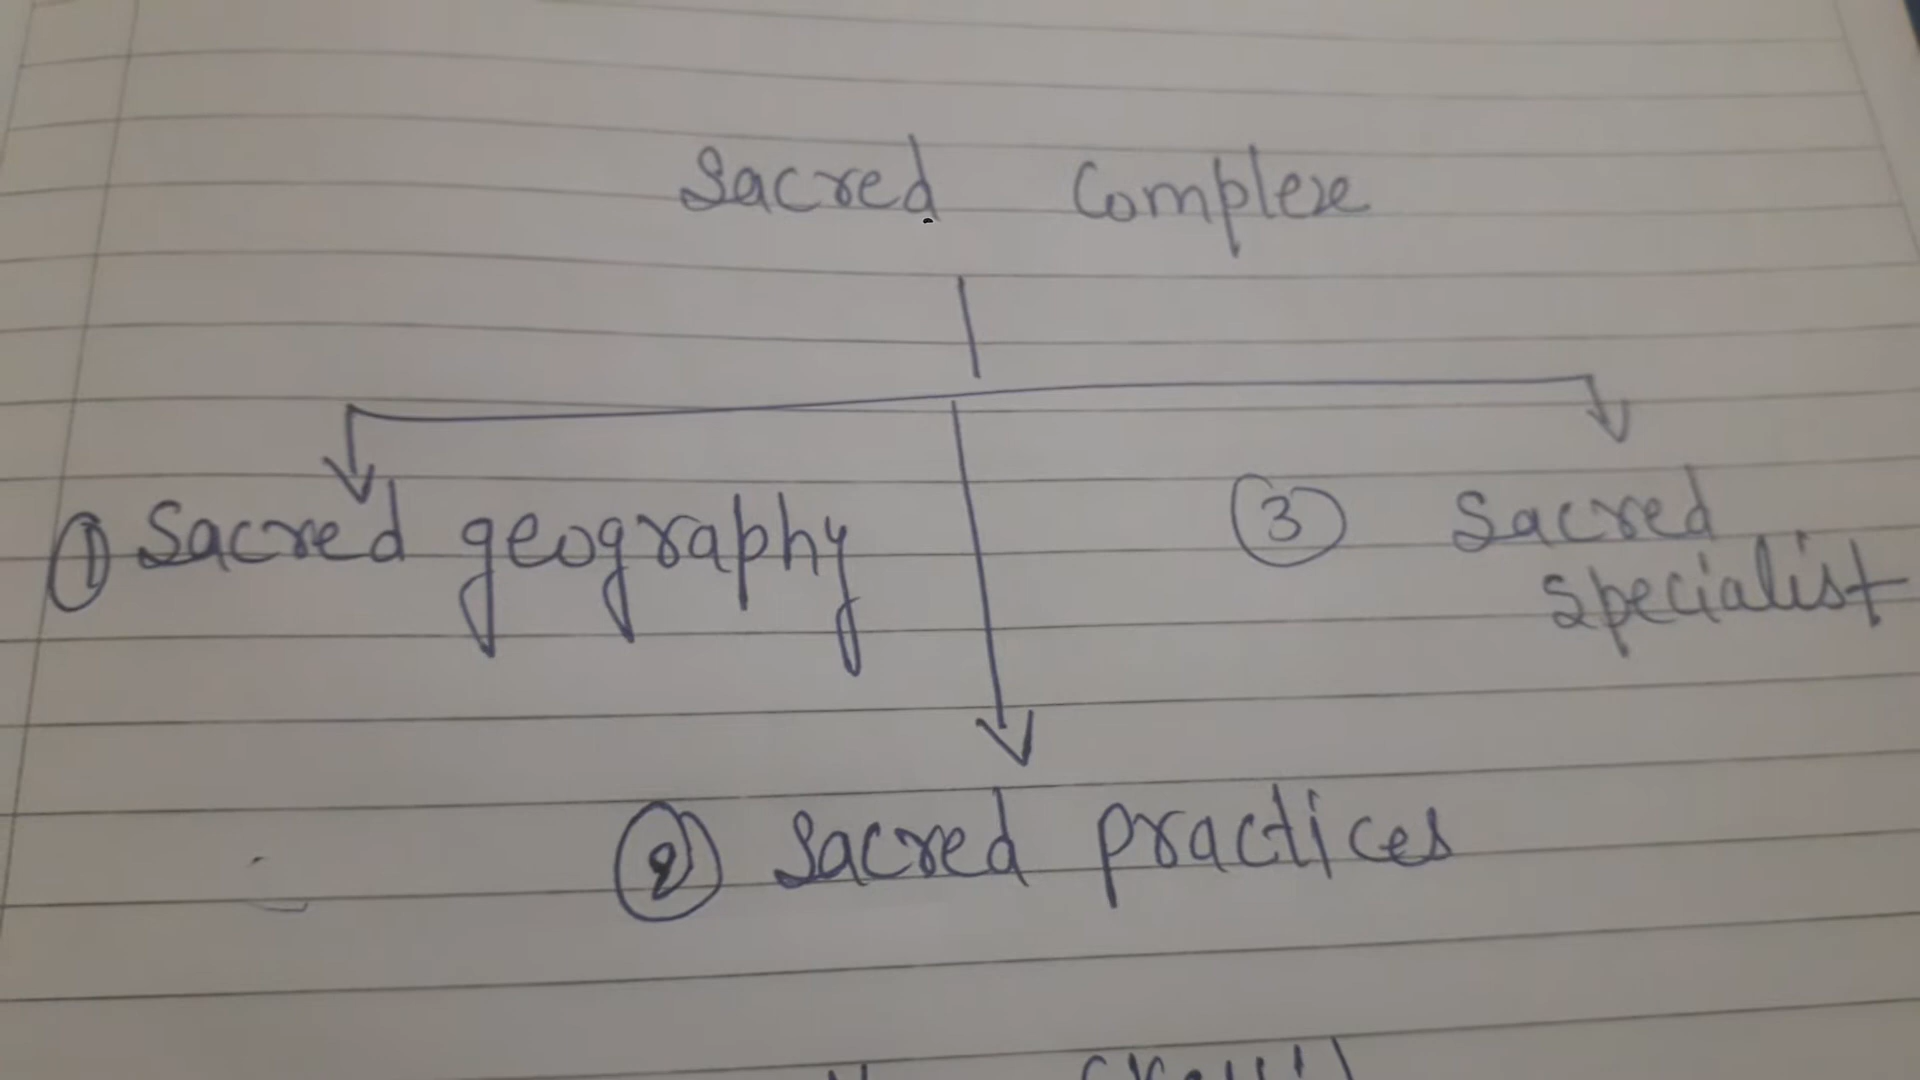 Sacred Complex
① Sacred geography
③ Sacred
specialist
② Sacred practices